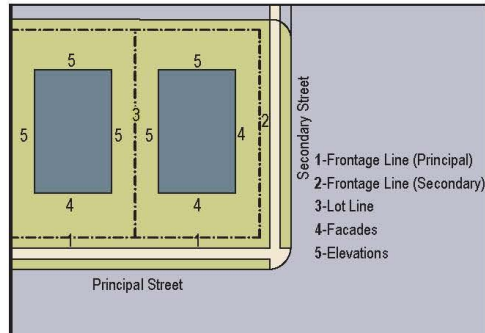 5 5
5 5 3 5 4 2
4 4
1 1
Principal Street
Secondary Street
1-Frontage Line (Principal)
2-Frontage Line (Secondary)
3-Lot Line
4-Facades
5-Elevations